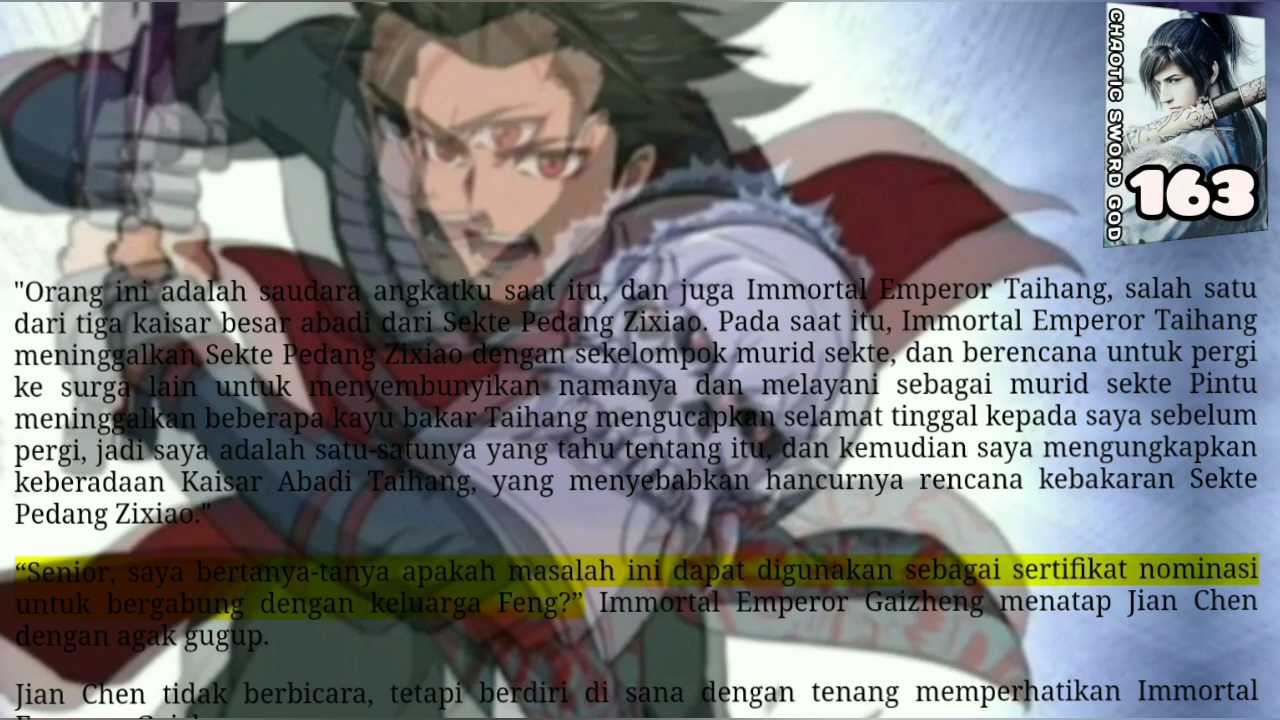 CHAOTIC SWORD GOD
163
"Orang ini adalah saudara angkatku saat itu, dan juga Immortal Emperor Taihang, salah satu
dari tiga kaisar besar abadi dari Sekte Pedang Zixiao. Pada saat itu, Immortal Emperor Taihang
meninggalkan Sekte Pedang Zixiao dengan sekelompok murid sekte, dan berencana untuk pergi
ke surga lain untuk menyembunyikan namanya dan melayani sebagai murid sekte Pintu
meninggalkan beberapa kayu bakar Taihang mengucapkan selamat tinggal kepada saya sebelum
pergi, jadi saya adalah satu-satunya yang tahu tentang itu, dan kemudian saya mengungkapkan
keberadaan Kaisar Abadi Taihang, yang menyebabkan hancurnya rencana kebakaran Sekte
Pedang Zixiao."
“Senior, saya bertanya-tanya apakah masalah ini dapat digunakan sebagai sertifikat nominasi
untuk bergabung dengan keluarga Feng?” Immortal Emperor Gaizheng menatap Jian Chen
dengan agak gugup.
Jian Chen tidak berbicara, tetapi berdiri di sana dengan tenang memperhatikan Immortal